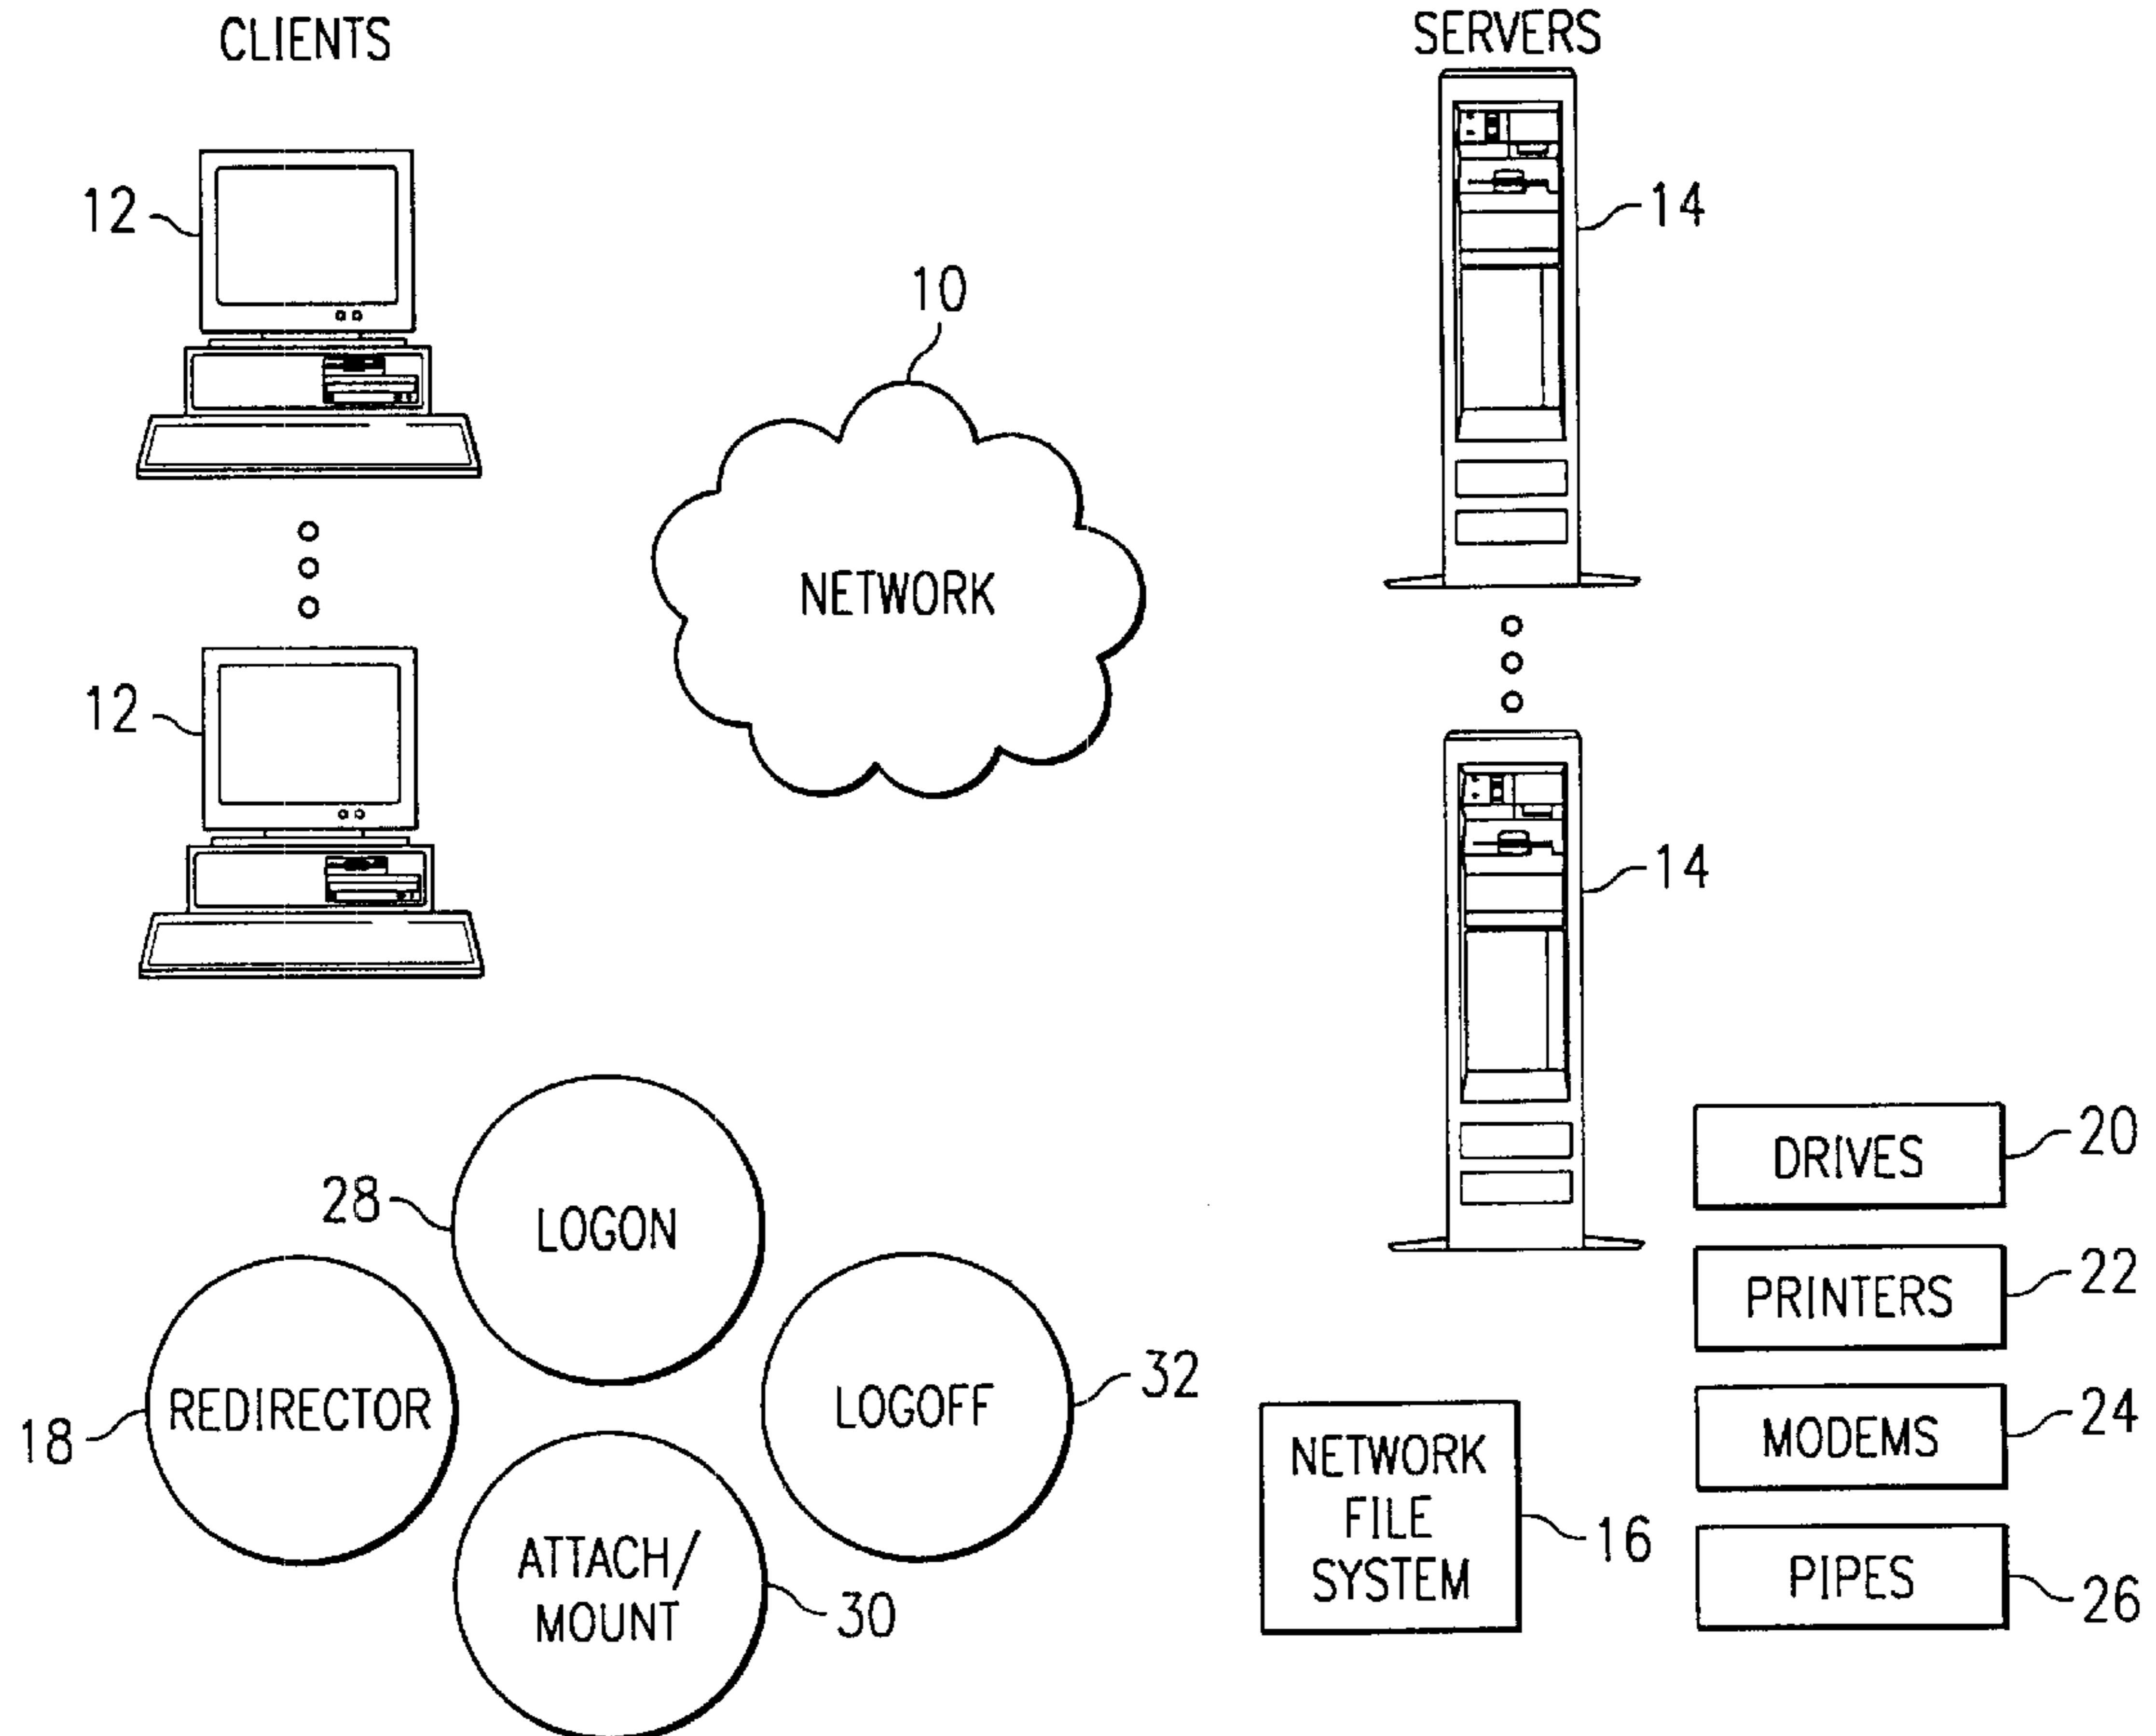 CLIENTS
SERVERS
12
14
10
NETWORK
12
14
28
LOGON
REDIRECTOR
18
LOGOFF
32
ATTACH/
MOUNT
30
NETWORK
FILE
SYSTEM
16
DRIVES
20
PRINTERS
22
MODEMS
24
PIPES
26